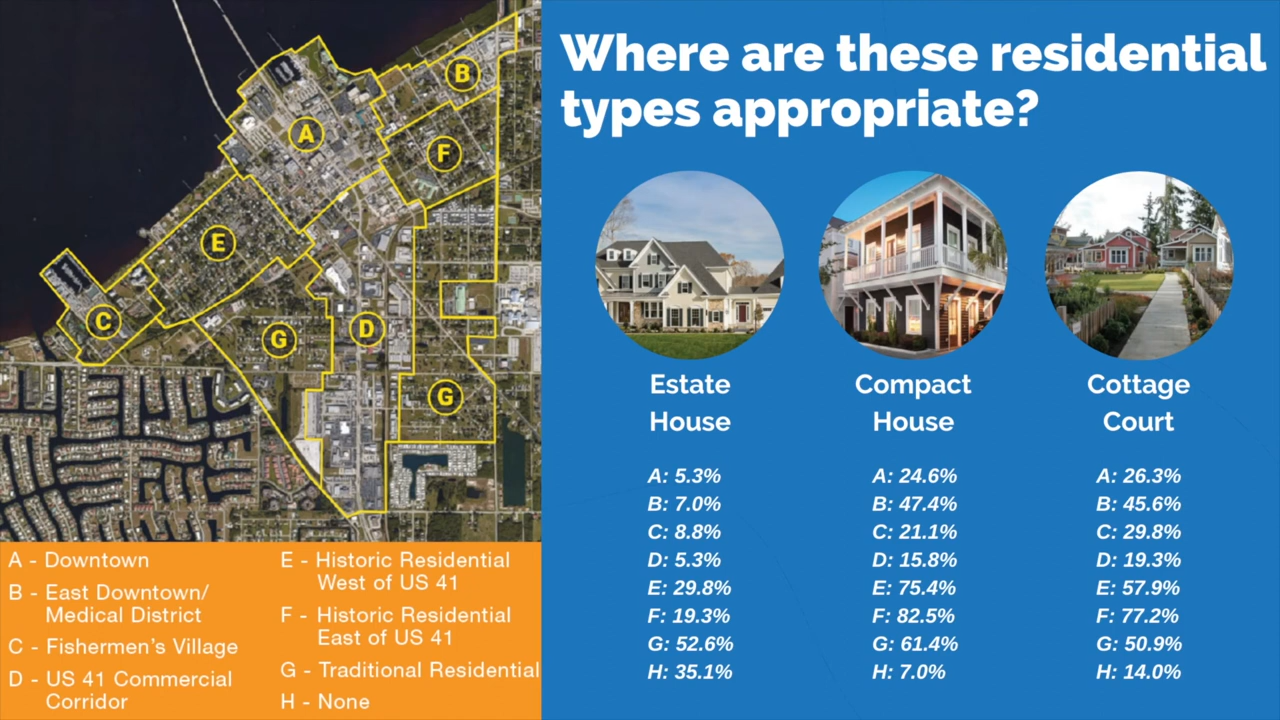 Where are these residential
types appropriate?
A
B
F
E
C
G
D
G
Estate
House
A: 5.3%
B: 7.0%
C: 8.8%
D: 5.3%
E: 29.8%
F: 19.3%
G: 52.6%
H: 35.1%
Compact
House
A: 24.6%
B: 47.4%
C: 21.1%
D: 15.8%
E: 75.4%
F: 82.5%
G: 61.4%
H: 7.0%
Cottage
Court
A: 26.3%
B: 45.6%
C: 29.8%
D: 19.3%
E: 57.9%
F: 77.2%
G: 50.9%
H: 14.0%
A - Downtown
B - East Downtown/
Medical District
C - Fishermen's Village
D - US 41 Commercial
Corridor
E - Historic Residential
West of US 41
F - Historic Residential
East of US 41
G - Traditional Residential
H - None